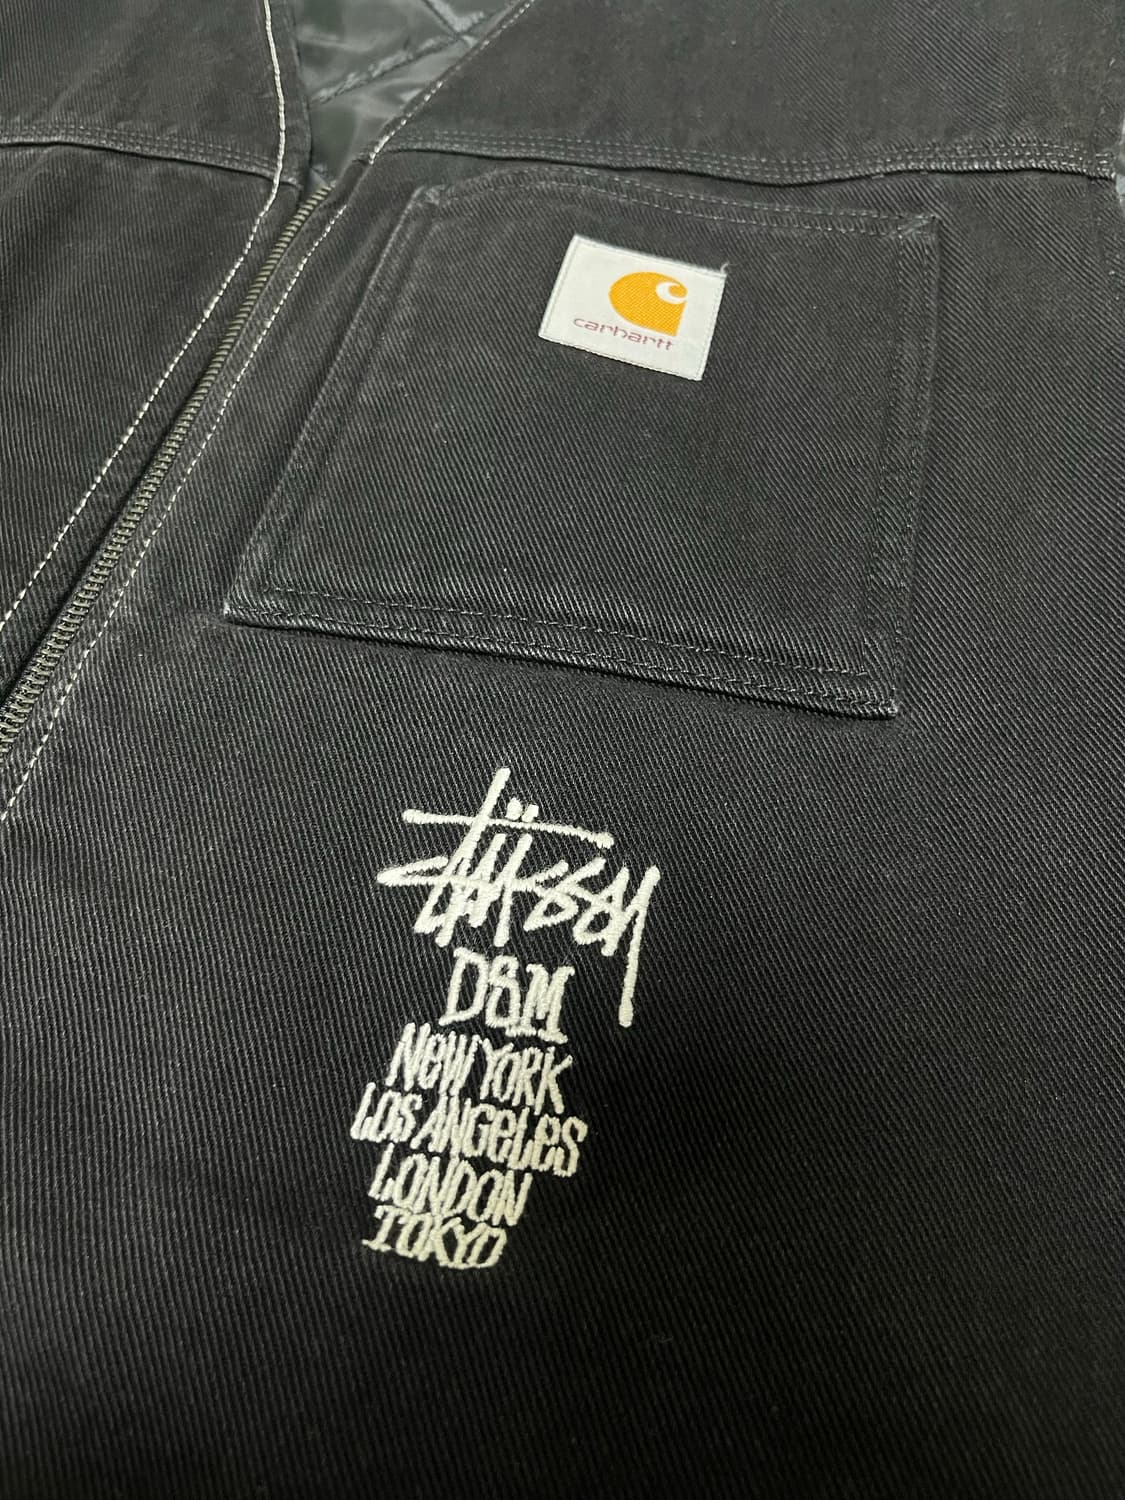 carhartt
Stüssy
DSM
NEW YORK
LOS ANGELES
LONDON
TOKYO